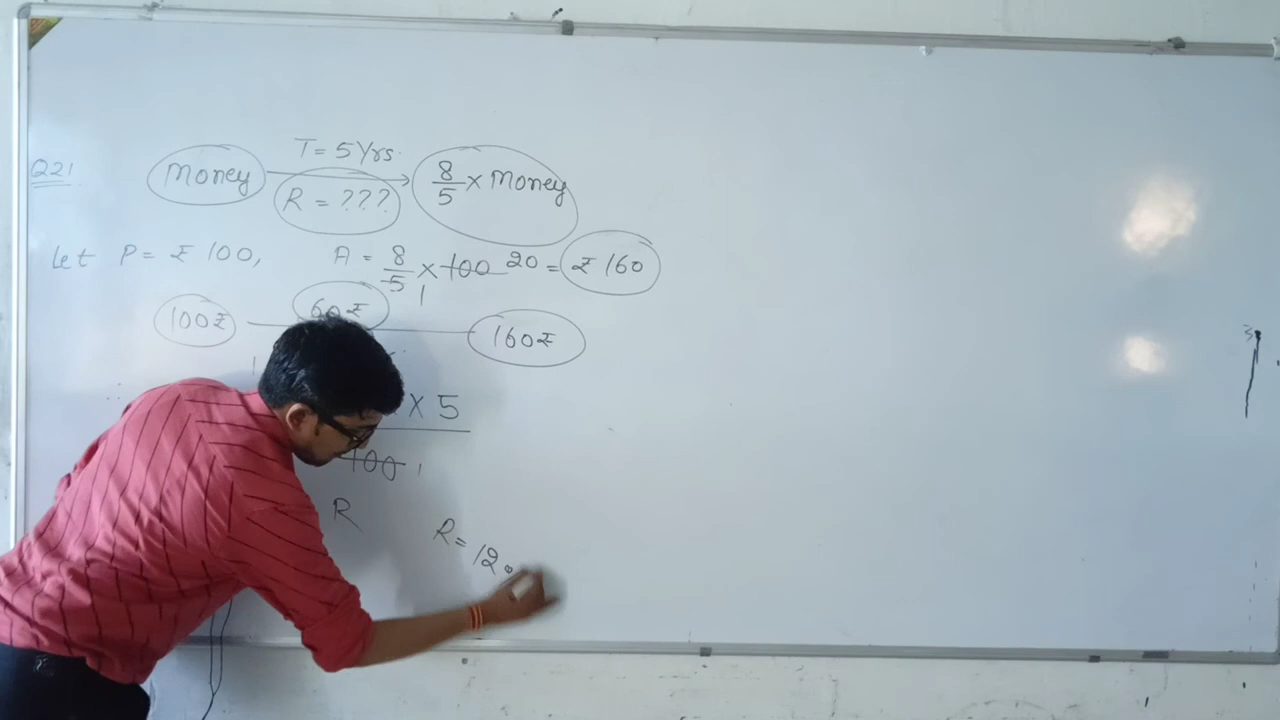 Q21
T = 5 Yrs.
Money
8/5 × Money
R = ???
Let P = ₹ 100, A = 8/5 × 100 20 = ₹ 160
1
100₹ 60₹ 160₹
× 5
100 1
R
R = 12